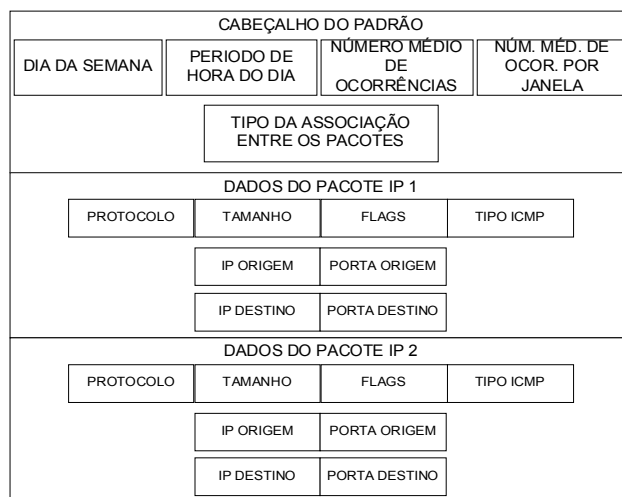 CABEÇALHO DO PADRÃO
DIA DA SEMANA
PERIODO DE
HORA DO DIA
NÚMERO MÉDIO
DE
OCORRÊNCIAS
NÚM. MÉD. DE
OCOR. POR
JANELA
TIPO DA ASSOCIAÇÃO
ENTRE OS PACOTES
DADOS DO PACOTE IP 1
PROTOCOLO TAMANHO FLAGS TIPO ICMP
IP ORIGEM PORTA ORIGEM
IP DESTINO PORTA DESTINO
DADOS DO PACOTE IP 2
PROTOCOLO TAMANHO FLAGS TIPO ICMP
IP ORIGEM PORTA ORIGEM
IP DESTINO PORTA DESTINO